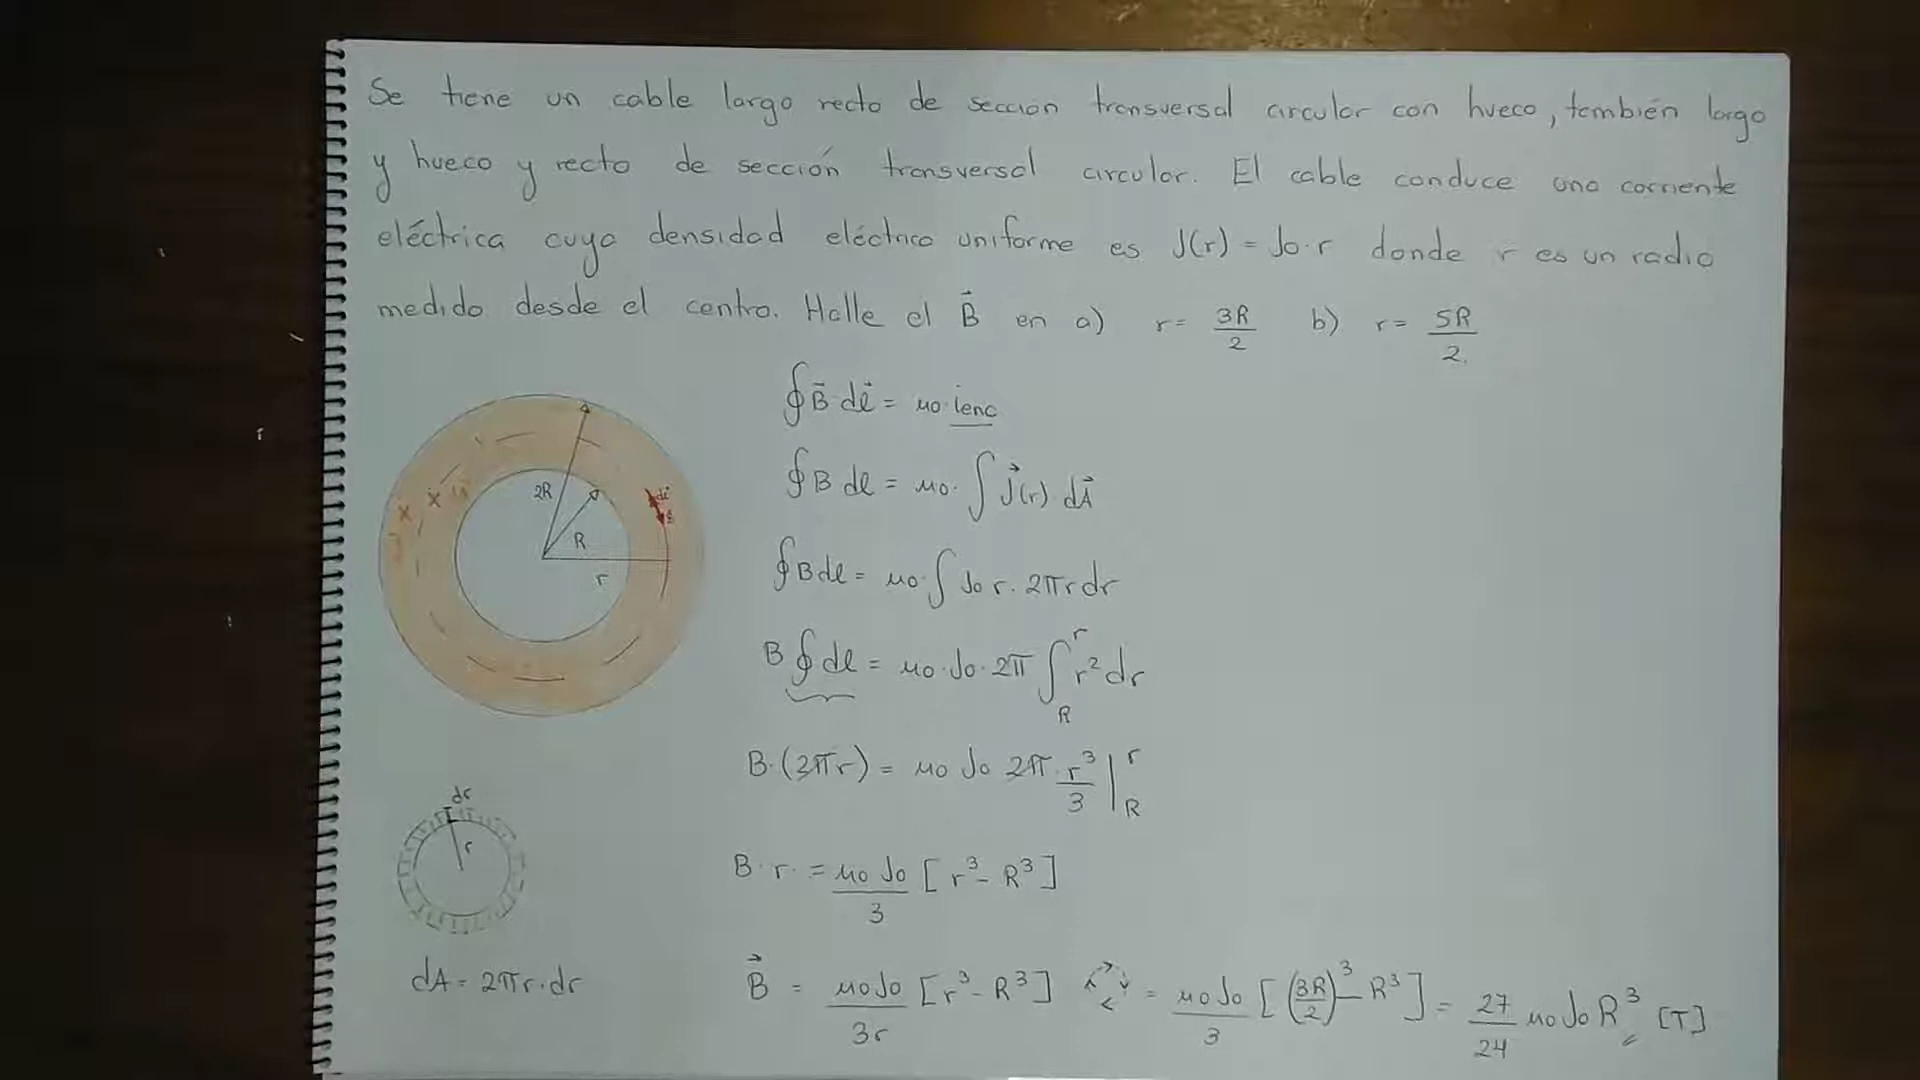 Se tiene un cable largo recto de sección transversal circular con hueco, también largo
y hueco y recto de sección transversal circular. El cable conduce una corriente
eléctrica cuya densidad eléctrica uniforme es J(r) = Jo·r donde r es un radio
medido desde el centro. Halle el B⃗ en a) r = 3R/2 b) r = 5R/2.
∮B⃗·dl⃗ = μo·ienc
∮B dl = μo·∫J⃗(r)·dA⃗
∮B dl = μo·∫Jo r·2πr dr
B∮dl = μo·Jo·2π ∫_R^r r² dr
B·(2πr) = μo Jo 2π·r³/3 |_R^r
B·r· = μo Jo/3 [r³ - R³]
B⃗ = μo Jo/3r [r³ - R³] = μo Jo/3 [(3R/2)³ - R³] = 27/24 μo Jo R³ [T]
2R
R
r
x x
dr
r
dA = 2πr·dr